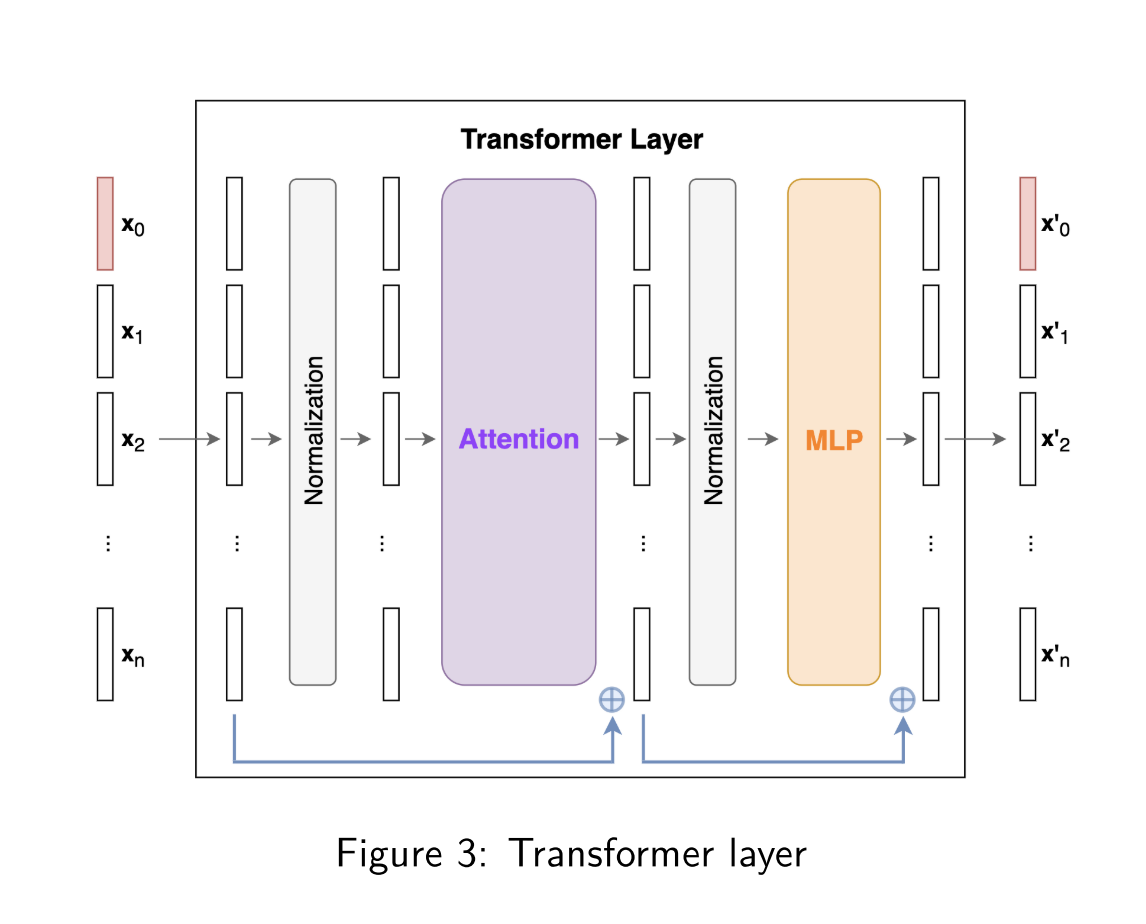 Transformer Layer
x0
x1
x2
⋮
xn
Normalization
Attention
Normalization
MLP
x'0
x'1
x'2
⋮
x'n
Figure 3: Transformer layer